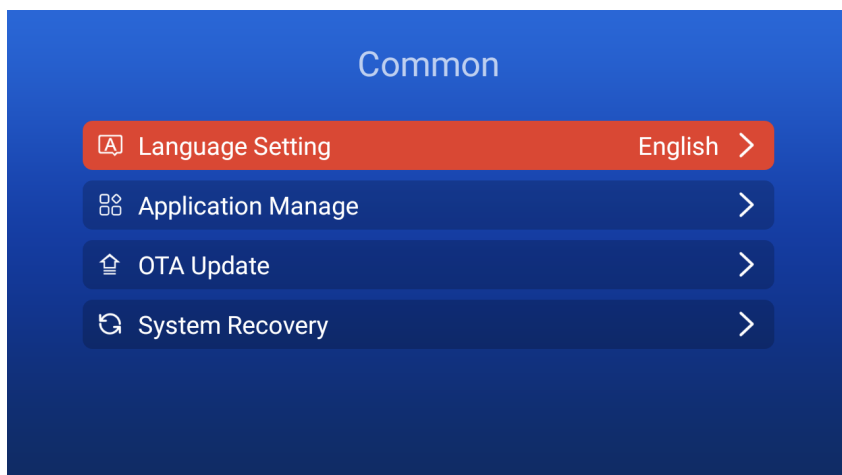 Common
Language Setting English
Application Manage
OTA Update
System Recovery